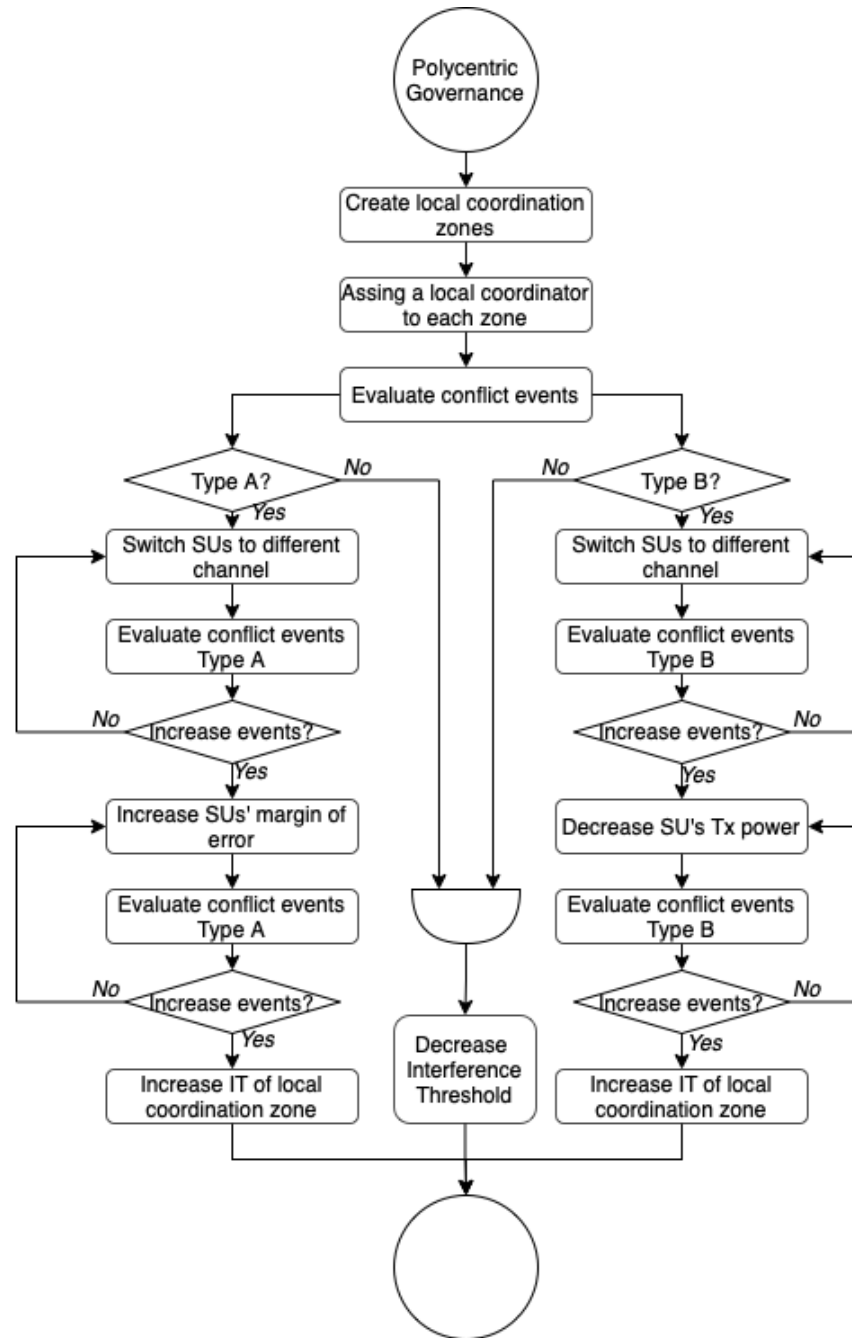 Polycentric
Governance
Create local coordination
zones
Assing a local coordinator
to each zone
Evaluate conflict events
Type A?
No
Yes
No
Type B?
Yes
Switch SUs to different
channel
Switch SUs to different
channel
Evaluate conflict events
Type A
Evaluate conflict events
Type B
No
Increase events?
Yes
Increase events?
No
Yes
Increase SUs' margin of
error
Decrease SU's Tx power
Evaluate conflict events
Type A
Evaluate conflict events
Type B
No
Increase events?
Yes
Increase events?
No
Yes
Increase IT of local
coordination zone
Decrease
Interference
Threshold
Increase IT of local
coordination zone